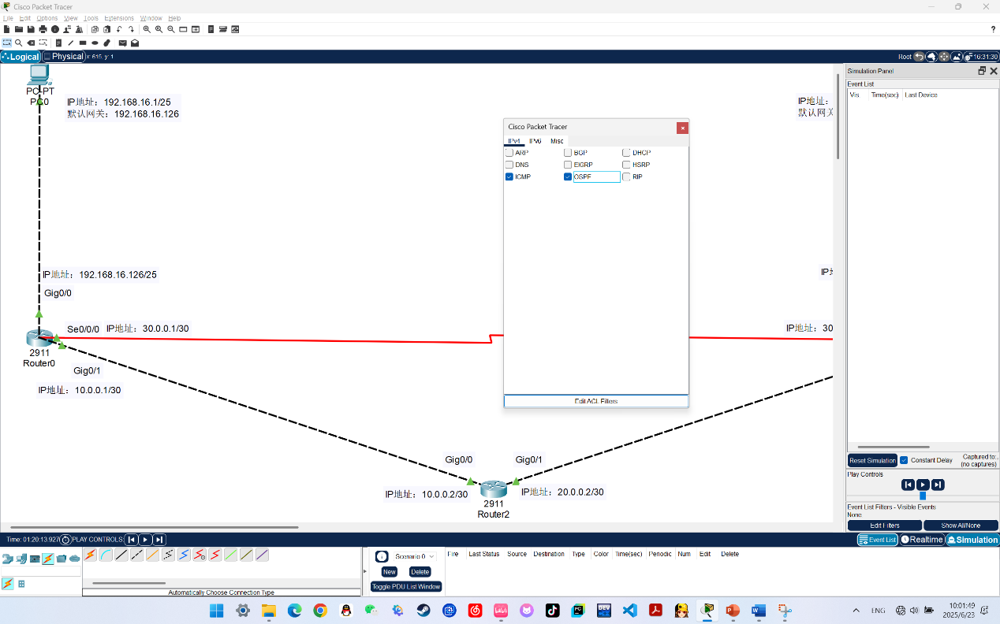 Cisco Packet Tracer
File Edit Options View Tools Extensions Window Help
?
Logical Physical x: 615, y: 1
Root 16:31:30
PC-PT
PC0
IP地址：192.168.16.1/25
默认网关：192.168.16.126
IP地址：
默认网关
IP地址：192.168.16.126/25
Gig0/0
IP地
Se0/0/0 IP地址：30.0.0.1/30
IP地址：30
2911
Router0
Gig0/1
IP地址：10.0.0.1/30
Gig0/0 Gig0/1
IP地址：10.0.0.2/30 IP地址：20.0.0.2/30
2911
Router2
Cisco Packet Tracer
IPv4 IPv6 Misc
ARP BGP DHCP
DNS EIGRP HSRP
ICMP OSPF RIP
Edit ACL Filters
Simulation Panel
Event List
Vis Time(sec) Last Device
Reset Simulation Constant Delay Captured to:..
(no captures)
Play Controls
Event List Filters - Visible Events
None
Edit Filters Show All/None
Time: 01:20:13.927 PLAY CONTROLS:
Event List Realtime Simulation
Automatically Choose Connection Type
Scenario 0
New Delete
Toggle PDU List Window
Fire Last Status Source Destination Type Color Time(sec) Periodic Num Edit Delete
ENG
10:01:49
2025/6/23